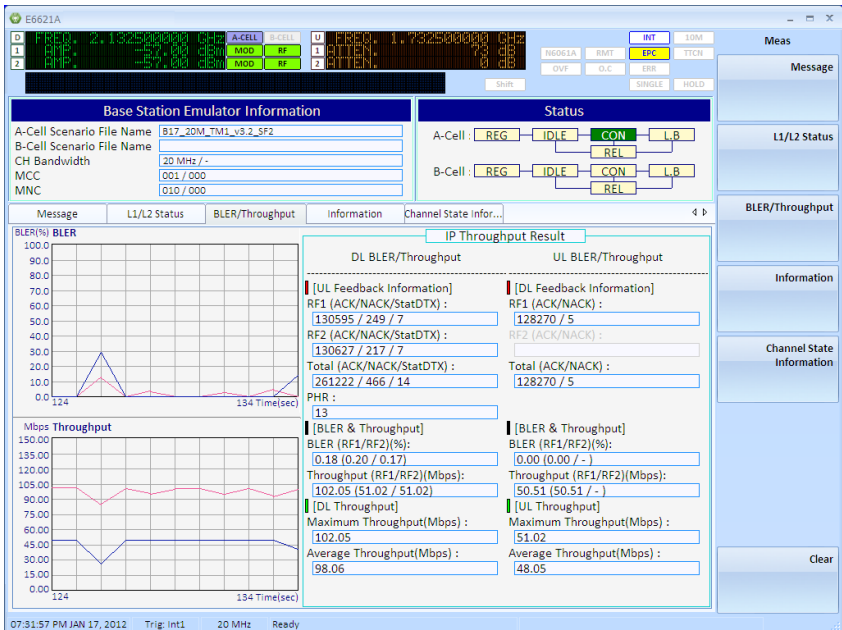 E6621A
D FREQ. 2.132500000 GHz A-CELL B-CELL U FREQ. 1.732500000 GHz INT 10M
1 AMP. -57.00 dBm MOD RF 1 ATTEN. 73 dB N6061A RMT EPC TTCN
2 AMP. -57.00 dBm MOD RF 2 ATTEN. 0 dB OVF O.C ERR
Shift SINGLE HOLD
Meas
Message
L1/L2 Status
BLER/Throughput
Information
Channel State
Information
Clear
Base Station Emulator Information
A-Cell Scenario File Name B17_20M_TM1_v3.2_SF2
B-Cell Scenario File Name
CH Bandwidth 20 MHz / -
MCC 001 / 000
MNC 010 / 000
Status
A-Cell : REG IDLE CON L.B
REL
B-Cell : REG IDLE CON L.B
REL
Message L1/L2 Status BLER/Throughput Information Channel State Infor...
BLER(%) BLER
100.0
90.0
80.0
70.0
60.0
50.0
40.0
30.0
20.0
10.0
0.0
124 134 Time(sec)
Mbps Throughput
150.00
135.00
120.00
105.00
90.00
75.00
60.00
45.00
30.00
15.00
0.00
124 134 Time(sec)
IP Throughput Result
DL BLER/Throughput
[UL Feedback Information]
RF1 (ACK/NACK/StatDTX) :
130595 / 249 / 7
RF2 (ACK/NACK/StatDTX) :
130627 / 217 / 7
Total (ACK/NACK/StatDTX) :
261222 / 466 / 14
PHR :
13
[BLER & Throughput]
BLER (RF1/RF2)(%):
0.18 (0.20 / 0.17)
Throughput (RF1/RF2)(Mbps):
102.05 (51.02 / 51.02)
[DL Throughput]
Maximum Throughput(Mbps) :
102.05
Average Throughput(Mbps) :
98.06
UL BLER/Throughput
[DL Feedback Information]
RF1 (ACK/NACK) :
128270 / 5
RF2 (ACK/NACK) :
Total (ACK/NACK) :
128270 / 5
[BLER & Throughput]
BLER (RF1/RF2)(%):
0.00 (0.00 / - )
Throughput (RF1/RF2)(Mbps):
50.51 (50.51 / - )
[UL Throughput]
Maximum Throughput(Mbps) :
51.02
Average Throughput(Mbps) :
48.05
07:31:57 PM JAN 17, 2012 Trig: Int1 20 MHz Ready